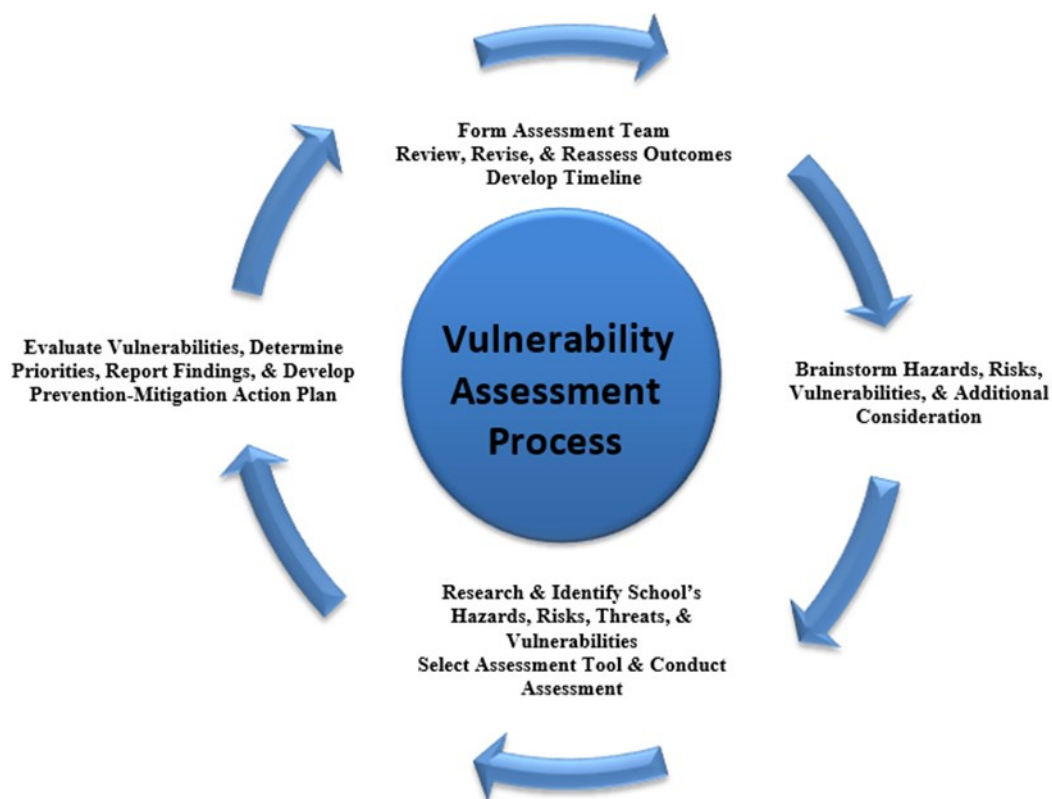 Form Assessment Team
Review, Revise, & Reassess Outcomes
Develop Timeline
Vulnerability
Assessment
Process
Evaluate Vulnerabilities, Determine
Priorities, Report Findings, & Develop
Prevention-Mitigation Action Plan
Brainstorm Hazards, Risks,
Vulnerabilities, & Additional
Consideration
Research & Identify School’s
Hazards, Risks, Threats, &
Vulnerabilities
Select Assessment Tool & Conduct
Assessment